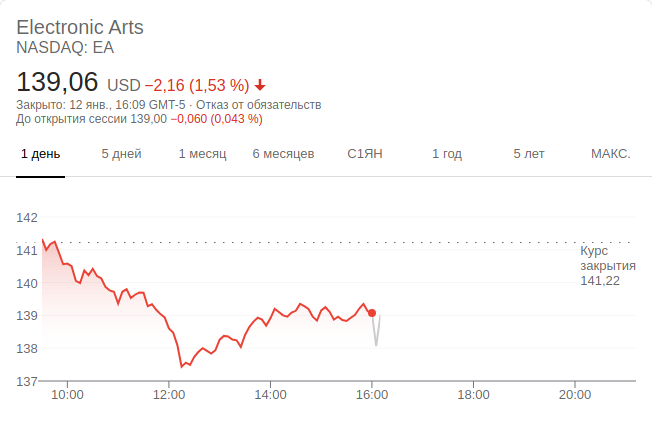 Electronic Arts
NASDAQ: EA
139,06 USD −2,16 (1,53 %)
Закрыто: 12 янв., 16:09 GMT-5 · Отказ от обязательств
До открытия сессии 139,00 −0,060 (0,043 %)
1 день 5 дней 1 месяц 6 месяцев С1ЯН 1 год 5 лет МАКС.
142
141
140
139
138
137
Курс
закрытия
141,22
10:00 12:00 14:00 16:00 18:00 20:00